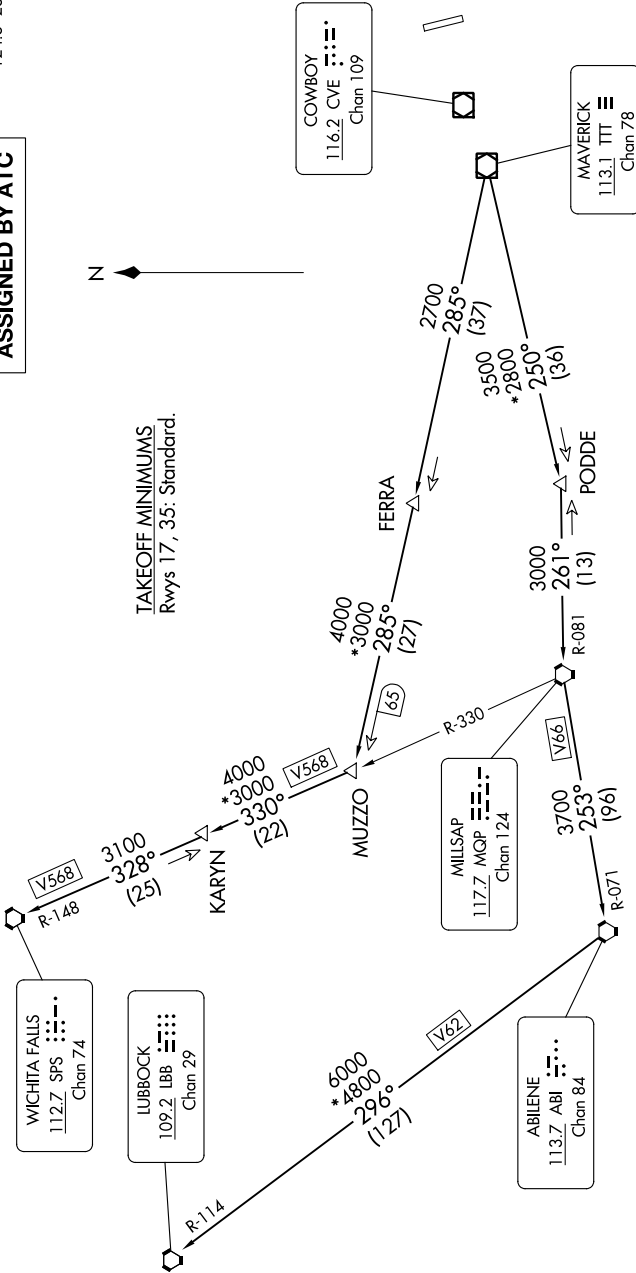 ASSIGNED BY ATC
N
TAKEOFF MINIMUMS
Rwys 17, 35: Standard.
WICHITA FALLS
112.7 SPS
Chan 74
LUBBOCK
109.2 LBB
Chan 29
R-148
V568
3100
328°
(25)
KARYN
4000
*3000
330°
(22)
V568
MUZZO
65
4000
*3000
285°
(27)
FERRA
2700
285°
(37)
COWBOY
116.2 CVE
Chan 109
MAVERICK
113.1 TTT
Chan 78
3500
*2800
250°
(36)
PODDE
3000
261°
(13)
R-081
R-330
MILLSAP
117.7 MQP
Chan 124
V66
3700
253°
(96)
R-071
ABILENE
113.7 ABI
Chan 84
V62
6000
*4800
296°
(127)
R-114